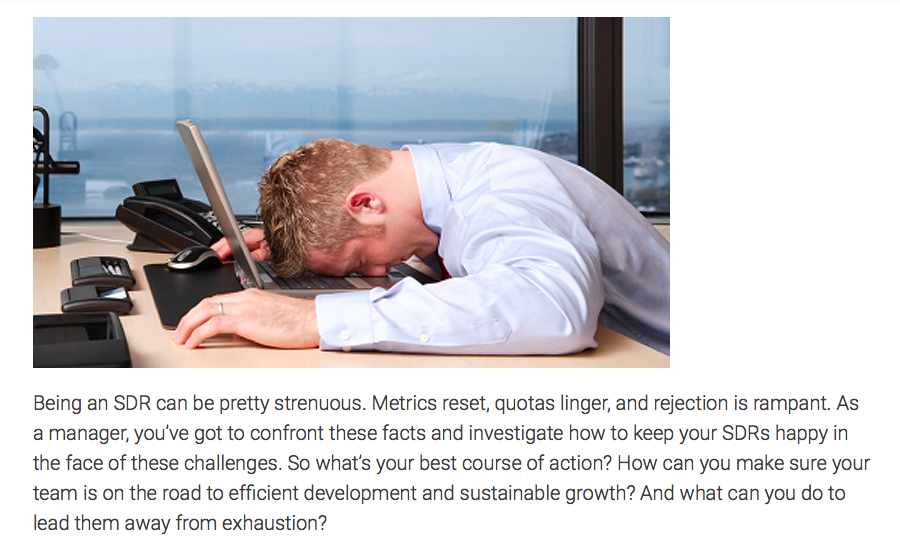 Being an SDR can be pretty strenuous. Metrics reset, quotas linger, and rejection is rampant. As
a manager, you’ve got to confront these facts and investigate how to keep your SDRs happy in
the face of these challenges. So what’s your best course of action? How can you make sure your
team is on the road to efficient development and sustainable growth? And what can you do to
lead them away from exhaustion?